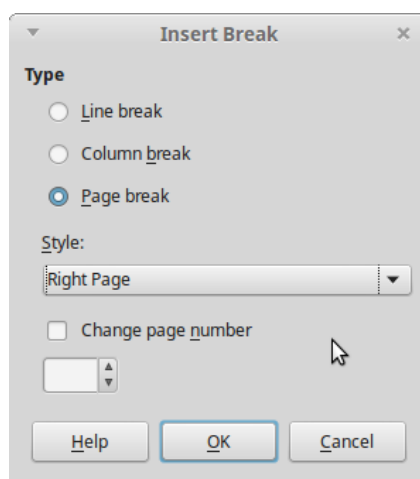 Insert Break
Type
Line break
Column break
Page break
Style:
Right Page
Change page number
Help OK Cancel